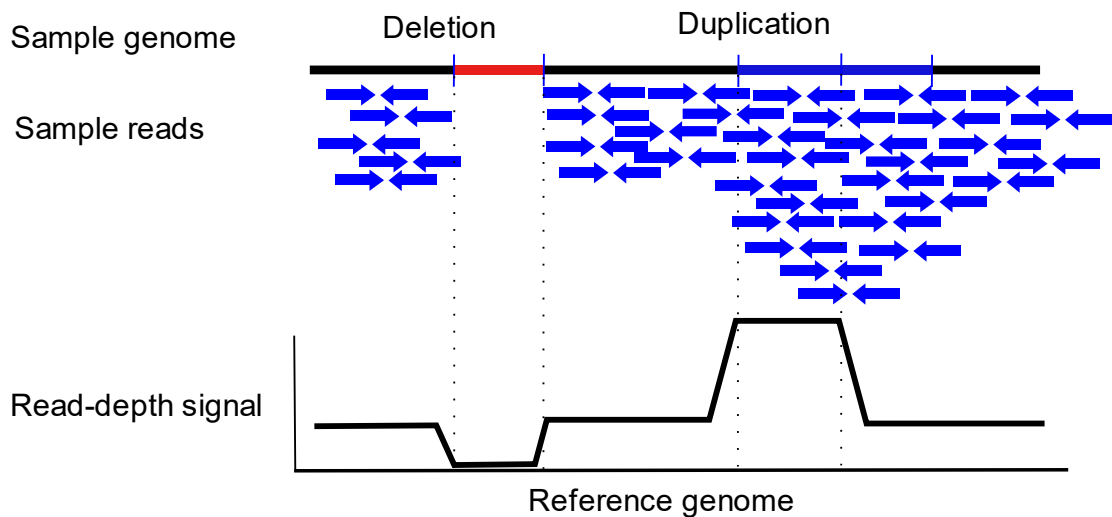 Deletion
Duplication
Sample genome
Sample reads
Read-depth signal
Reference genome